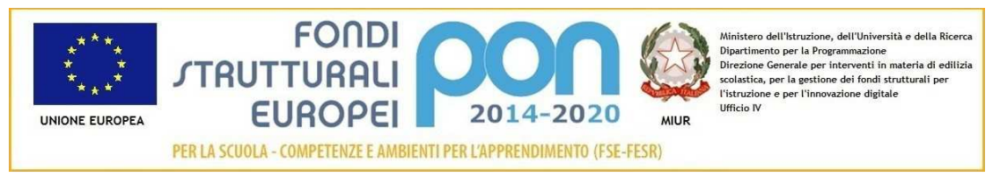 UNIONE EUROPEA
FONDI
STRUTTURALI
EUROPEI
pon
2014-2020
PER LA SCUOLA - COMPETENZE E AMBIENTI PER L'APPRENDIMENTO (FSE-FESR)
REPVBBLICA ITALIANA
MIUR
Ministero dell'Istruzione, dell'Università e della Ricerca
Dipartimento per la Programmazione
Direzione Generale per interventi in materia di edilizia
scolastica, per la gestione dei fondi strutturali per
l'istruzione e per l'innovazione digitale
Ufficio IV